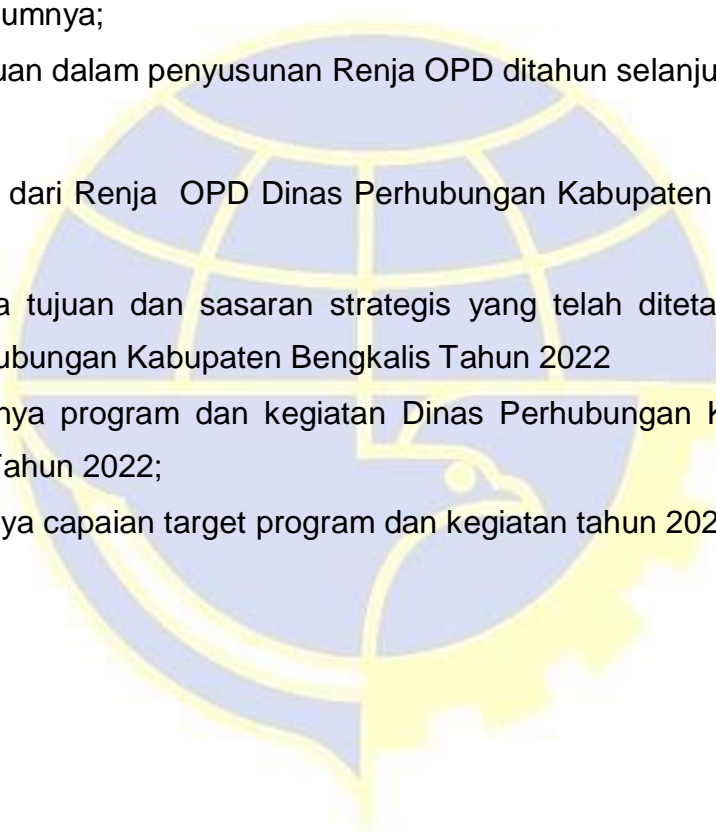 umnya;
uan dalam penyusunan Renja OPD ditahun selanju
dari Renja OPD Dinas Perhubungan Kabupaten
a tujuan dan sasaran strategis yang telah diteta
ubungan Kabupaten Bengkalis Tahun 2022
nya program dan kegiatan Dinas Perhubungan K
Tahun 2022;
ya capaian target program dan kegiatan tahun 202